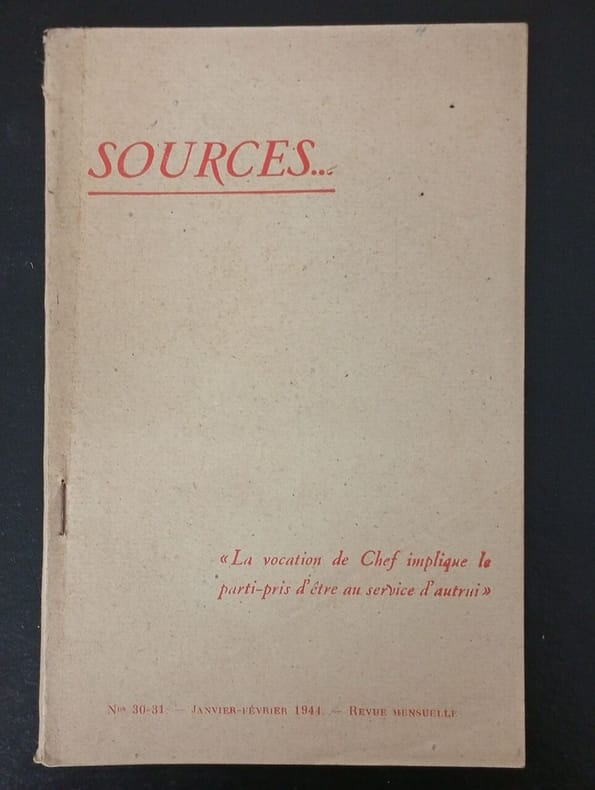 SOURCES...
« La vocation de Chef implique le
parti-pris d'être au service d'autrui »
Nos 30-31. — JANVIER-FÉVRIER 1944. — REVUE MENSUELLE